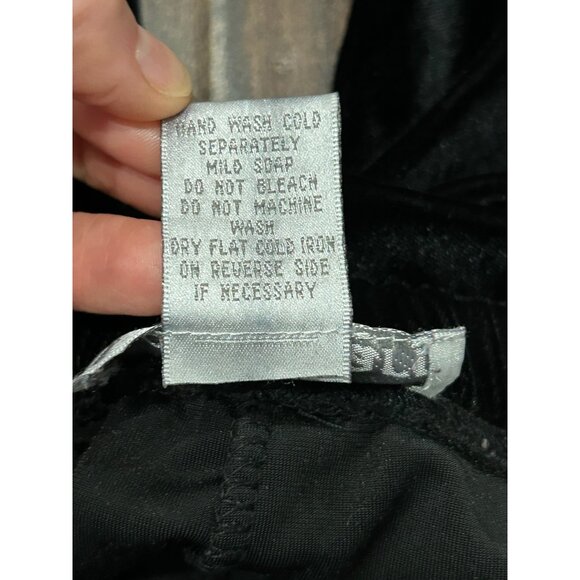 HAND WASH COLD
SEPARATELY
MILD SOAP
DO NOT BLEACH
DO NOT MACHINE
WASH
DRY FLAT COLD IRON
ON REVERSE SIDE
IF NECESSARY